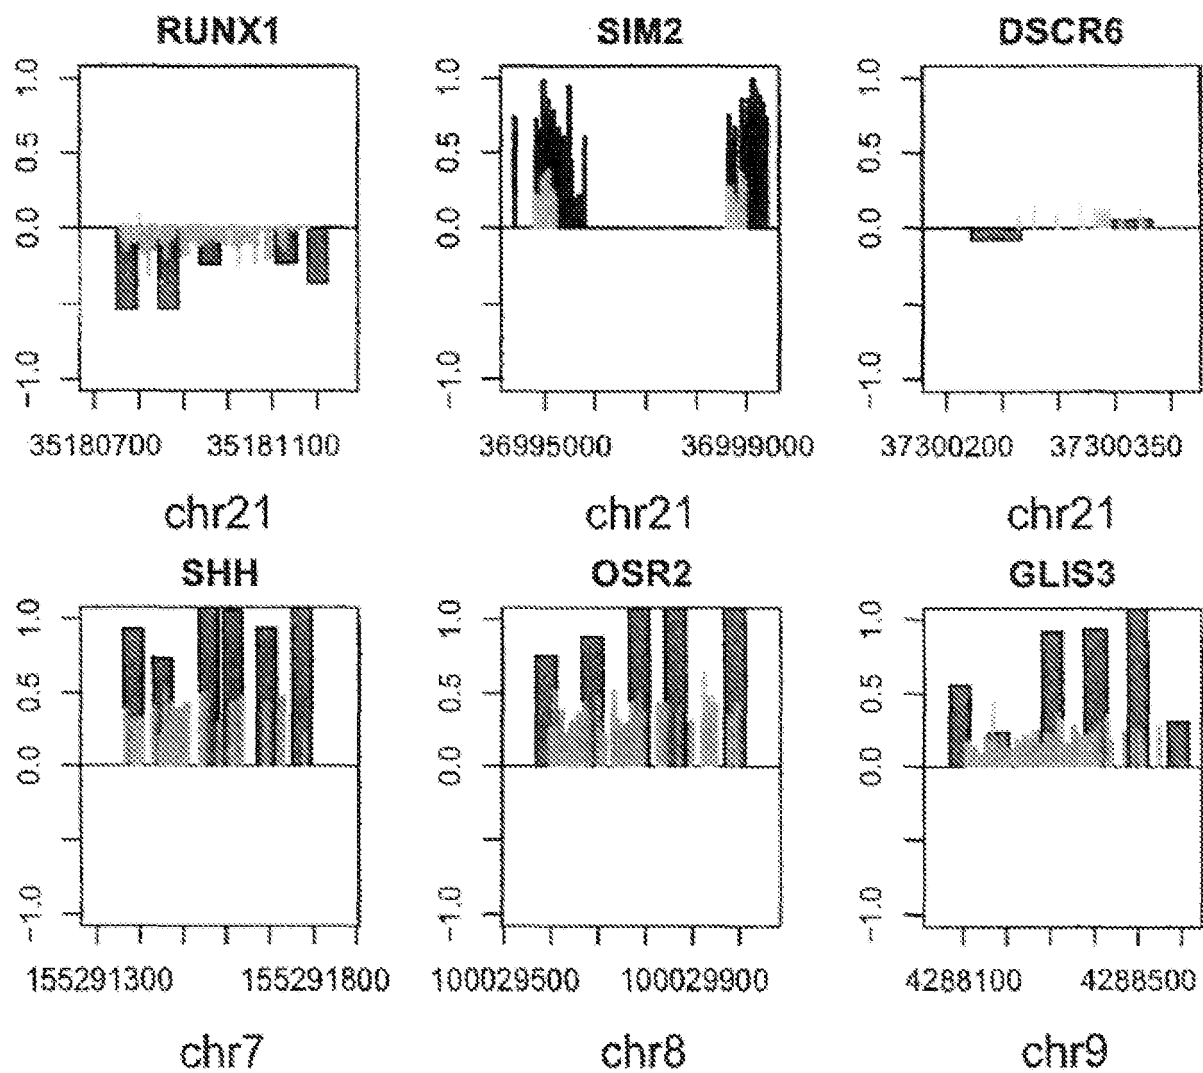 RUNX1 SIM2 DSCR6
1.0 1.0 1.0
0.5 0.5 0.5
0.0 0.0 0.0
-1.0 -1.0 -1.0
35180700 35181100 36995000 36999000 37300200 37300350
chr21 chr21 chr21
SHH OSR2 GLIS3
1.0 1.0 1.0
0.5 0.5 0.5
0.0 0.0 0.0
-1.0 -1.0 -1.0
155291300 155291800 100029500 100029900 4288100 4288500
chr7 chr8 chr9